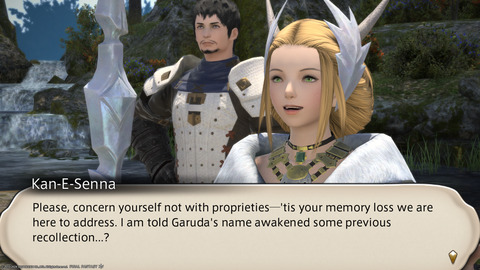 Kan-E-Senna
Please, concern yourself not with proprieties—'tis your memory loss we are
here to address. I am told Garuda's name awakened some previous
recollection...?